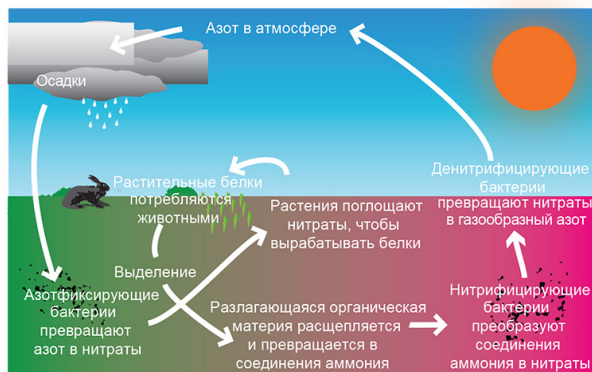 Азот в атмосфере
Осадки
Растительные белки
потребляются
животными
Растения поглощают
нитраты, чтобы
вырабатывать белки
Денитрифицирующие
бактерии
превращают нитраты
в газообразный азот
Выделение
Азотфиксирующие
бактерии
превращают
азот в нитраты
Разлагающаяся органическая
материя расщепляется
и превращается в
соединения аммония
Нитрифицирующие
бактерии
преобразуют
соединения
аммония в нитраты